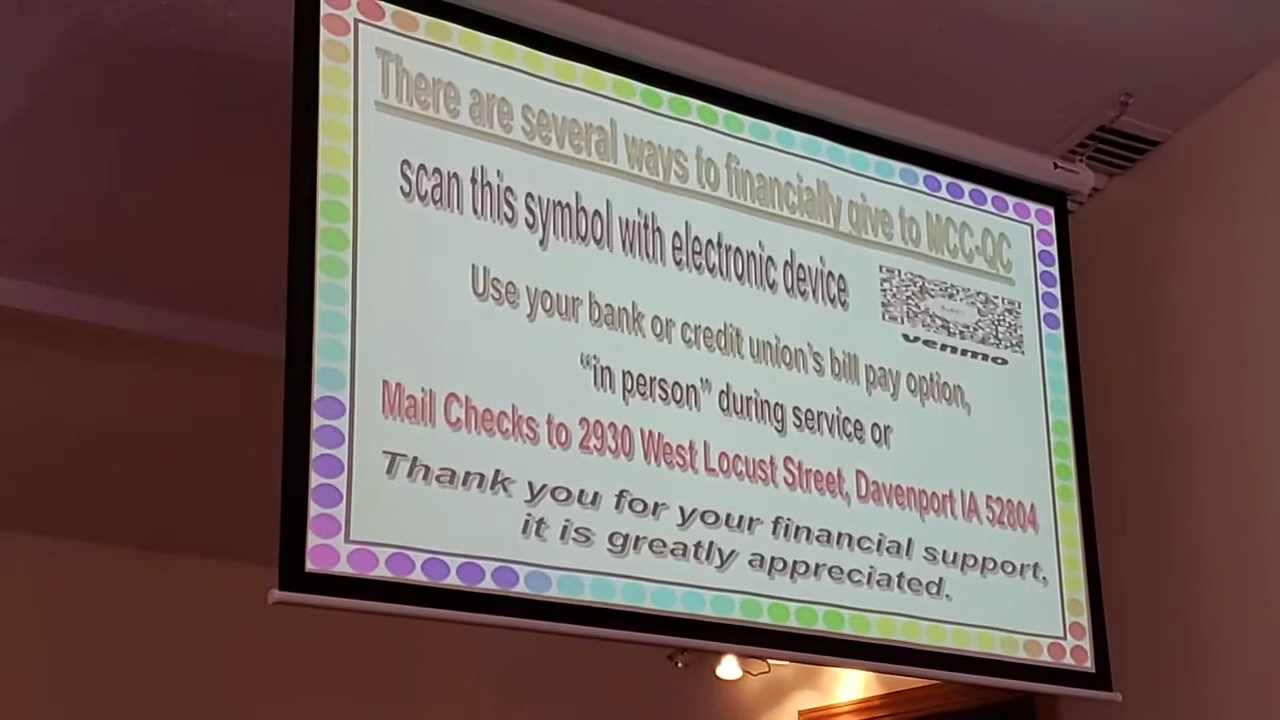 There are several ways to financially give to MCC-QC
scan this symbol with electronic device
venmo
Use your bank or credit union's bill pay option,
“in person” during service or
Mail Checks to 2930 West Locust Street, Davenport IA 52804
Thank you for your financial support,
it is greatly appreciated.